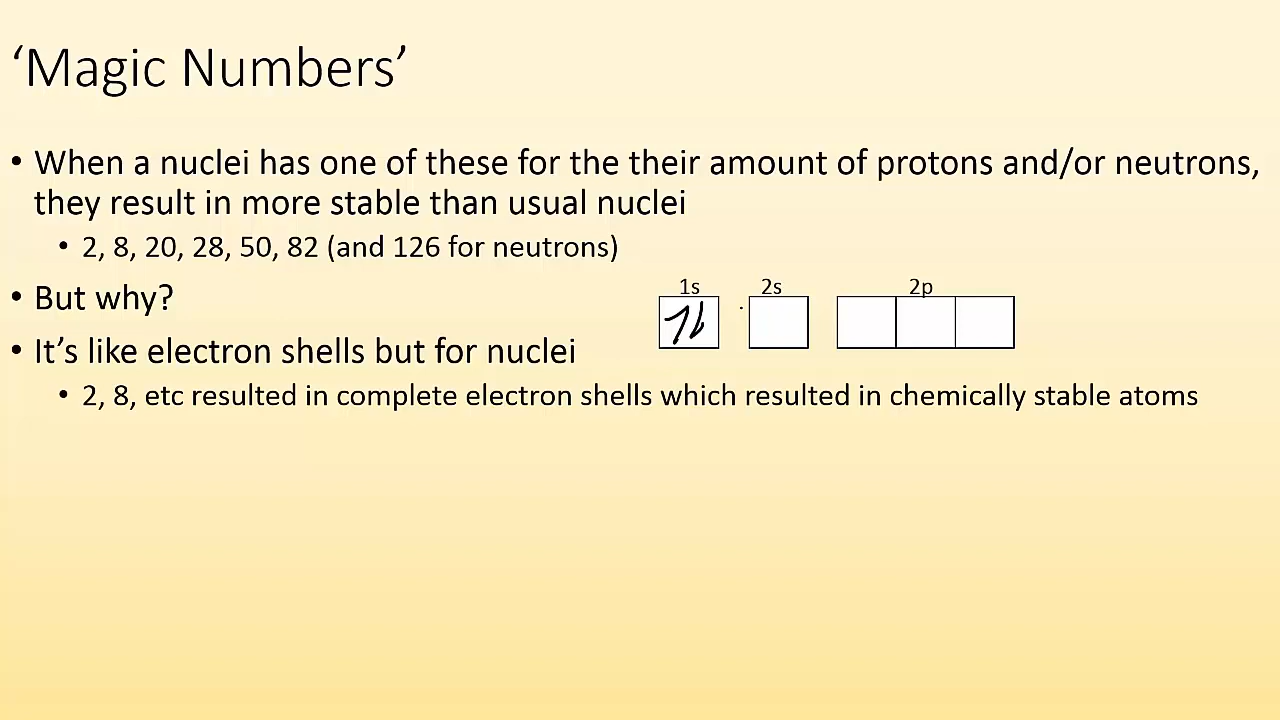 ‘Magic Numbers’
• When a nuclei has one of these for the their amount of protons and/or neutrons,
they result in more stable than usual nuclei
• 2, 8, 20, 28, 50, 82 (and 126 for neutrons)
• But why?
1s 2s 2p
• It’s like electron shells but for nuclei
• 2, 8, etc resulted in complete electron shells which resulted in chemically stable atoms